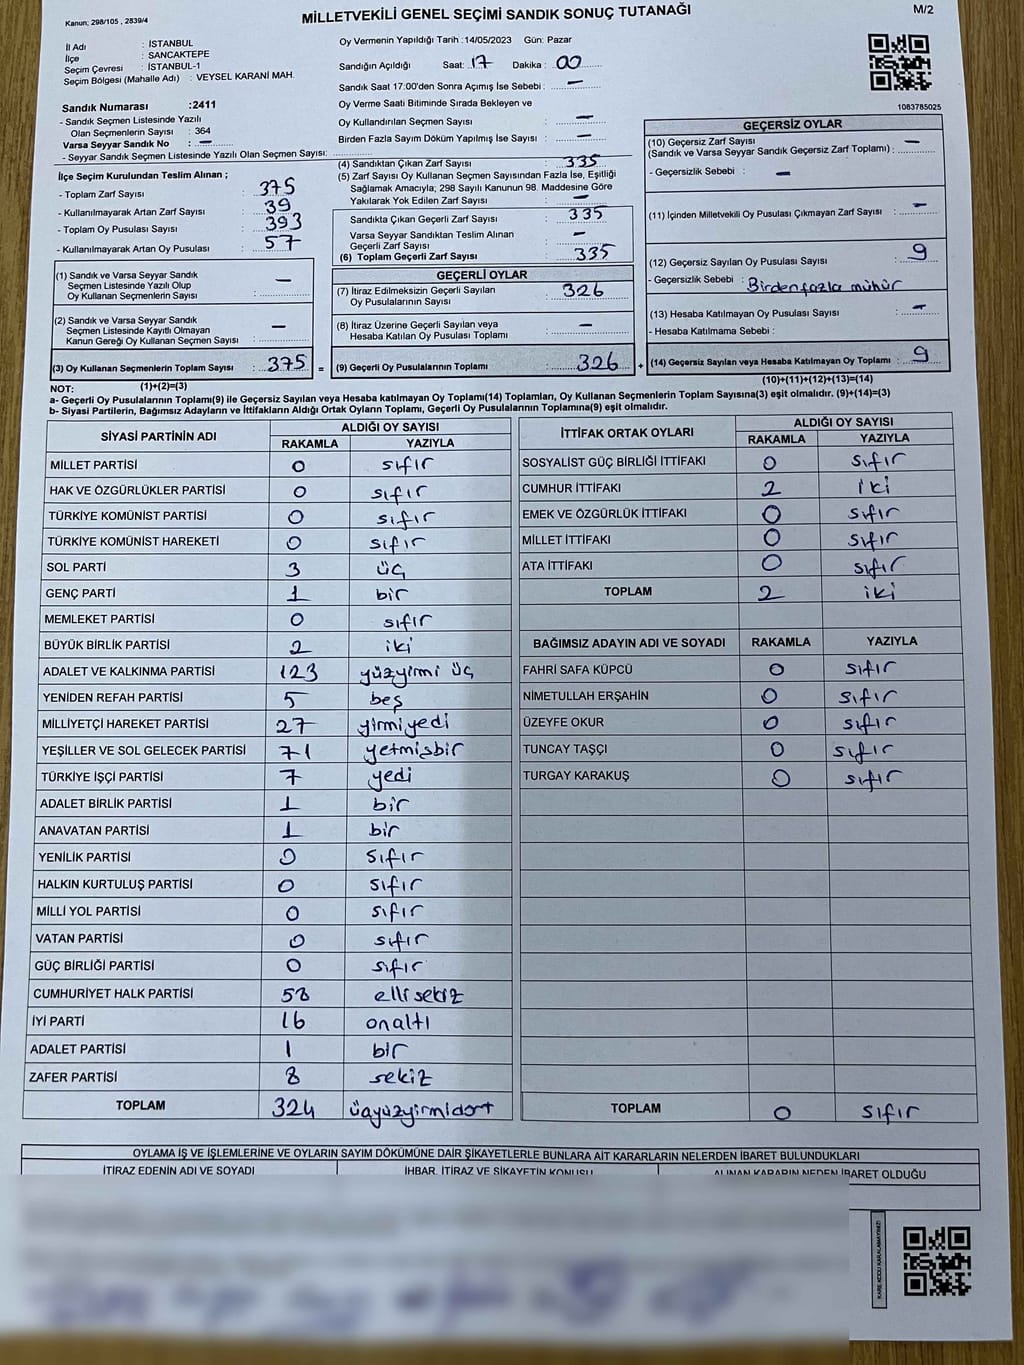 Kanun; 298/105 , 2839/4
MİLLETVEKİLİ GENEL SEÇİMİ SANDIK SONUÇ TUTANAĞI
M/2
İl Adı : İSTANBUL
İlçe : SANCAKTEPE
Seçim Çevresi : İSTANBUL-1
Seçim Bölgesi (Mahalle Adı) : VEYSEL KARANİ MAH.
Sandık Numarası :2411
- Sandık Seçmen Listesinde Yazılı
Olan Seçmenlerin Sayısı : 364
Varsa Seyyar Sandık No : —
- Seyyar Sandık Seçmen Listesinde Yazılı Olan Seçmen Sayısı:
İlçe Seçim Kurulundan Teslim Alınan ;
- Toplam Zarf Sayısı : 375
- Kullanılmayarak Artan Zarf Sayısı : 39
- Toplam Oy Pusulası Sayısı : 393
- Kullanılmayarak Artan Oy Pusulası : 57
(1) Sandık ve Varsa Seyyar Sandık
Seçmen Listesinde Yazılı Olup
Oy Kullanan Seçmenlerin Sayısı : —
(2) Sandık ve Varsa Seyyar Sandık
Seçmen Listesinde Kayıtlı Olmayan
Kanun Gereği Oy Kullanan Seçmen Sayısı : —
(3) Oy Kullanan Seçmenlerin Toplam Sayısı : 375
Oy Vermenin Yapıldığı Tarih :14/05/2023 Gün: Pazar
Sandığın Açıldığı Saat: 17 Dakika : 00
Sandık Saat 17:00'den Sonra Açımış İse Sebebi : —
Oy Verme Saati Bitiminde Sırada Bekleyen ve
Oy Kullandırılan Seçmen Sayısı : —
Birden Fazla Sayım Döküm Yapılmış İse Sayısı : —
(4) Sandıktan Çıkan Zarf Sayısı : 335
(5) Zarf Sayısı Oy Kullanan Seçmen Sayısından Fazla İse, Eşitliği
Sağlamak Amacıyla; 298 Sayılı Kanunun 98. Maddesine Göre
Yakılarak Yok Edilen Zarf Sayısı : —
Sandıkta Çıkan Geçerli Zarf Sayısı : 335
Varsa Seyyar Sandıktan Teslim Alınan
Geçerli Zarf Sayısı : —
(6) Toplam Geçerli Zarf Sayısı : 335
GEÇERLİ OYLAR
(7) İtiraz Edilmeksizin Geçerli Sayılan
Oy Pusulalarının Sayısı : 326
(8) İtiraz Üzerine Geçerli Sayılan veya
Hesaba Katılan Oy Pusulası Toplamı : —
= (9) Geçerli Oy Pusulalarının Toplamı : 326
1083785025
GEÇERSİZ OYLAR
(10) Geçersiz Zarf Sayısı
(Sandık ve Varsa Seyyar Sandık Geçersiz Zarf Toplamı) : —
- Geçersizlik Sebebi : —
(11) İçinden Milletvekili Oy Pusulası Çıkmayan Zarf Sayısı : —
(12) Geçersiz Sayılan Oy Pusulası Sayısı : 9
- Geçersizlik Sebebi : Birden fazla mühür
(13) Hesaba Katılmayan Oy Pusulası Sayısı : —
- Hesaba Katılmama Sebebi :
+ (14) Geçersiz Sayılan veya Hesaba Katılmayan Oy Toplamı : 9
NOT: (1)+(2)=(3)
(10)+(11)+(12)+(13)=(14)
a- Geçerli Oy Pusulalarının Toplamı(9) ile Geçersiz Sayılan veya Hesaba katılmayan Oy Toplamı(14) Toplamları, Oy Kullanan Seçmenlerin Toplam Sayısına(3) eşit olmalıdır. (9)+(14)=(3)
b- Siyasi Partilerin, Bağımsız Adayların ve İttifakların Aldığı Ortak Oyların Toplamı, Geçerli Oy Pusulalarının Toplamına(9) eşit olmalıdır.
SİYASİ PARTİNİN ADI ALDIĞI OY SAYISI
RAKAMLA YAZIYLA
MİLLET PARTİSİ 0 sıfır
HAK VE ÖZGÜRLÜKLER PARTİSİ 0 sıfır
TÜRKİYE KOMÜNİST PARTİSİ 0 sıfır
TÜRKİYE KOMÜNİST HAREKETİ 0 sıfır
SOL PARTİ 3 üç
GENÇ PARTİ 1 bir
MEMLEKET PARTİSİ 0 sıfır
BÜYÜK BİRLİK PARTİSİ 2 iki
ADALET VE KALKINMA PARTİSİ 123 yüzyirmi üç
YENİDEN REFAH PARTİSİ 5 beş
MİLLİYETÇİ HAREKET PARTİSİ 27 yirmiyedi
YEŞİLLER VE SOL GELECEK PARTİSİ 71 yetmişbir
TÜRKİYE İŞÇİ PARTİSİ 7 yedi
ADALET BİRLİK PARTİSİ 1 bir
ANAVATAN PARTİSİ 1 bir
YENİLİK PARTİSİ 0 sıfır
HALKIN KURTULUŞ PARTİSİ 0 sıfır
MİLLİ YOL PARTİSİ 0 sıfır
VATAN PARTİSİ 0 sıfır
GÜÇ BİRLİĞİ PARTİSİ 0 sıfır
CUMHURİYET HALK PARTİSİ 58 elli sekiz
İYİ PARTİ 16 onaltı
ADALET PARTİSİ 1 bir
ZAFER PARTİSİ 8 sekiz
TOPLAM 324 üçyüzyirmidört
İTTİFAK ORTAK OYLARI ALDIĞI OY SAYISI
RAKAMLA YAZIYLA
SOSYALİST GÜÇ BİRLİĞİ İTTİFAKI 0 sıfır
CUMHUR İTTİFAKI 2 iki
EMEK VE ÖZGÜRLÜK İTTİFAKI 0 sıfır
MİLLET İTTİFAKI 0 sıfır
ATA İTTİFAKI 0 sıfır
TOPLAM 2 iki
BAĞIMSIZ ADAYIN ADI VE SOYADI RAKAMLA YAZIYLA
FAHRİ SAFA KÜPCÜ 0 sıfır
NİMETULLAH ERŞAHİN 0 sıfır
ÜZEYFE OKUR 0 sıfır
TUNCAY TAŞÇI 0 sıfır
TURGAY KARAKUŞ 0 sıfır
TOPLAM 0 sıfır
OYLAMA İŞ VE İŞLEMLERİNE VE OYLARIN SAYIM DÖKÜMÜNE DAİR ŞİKAYETLERLE BUNLARA AİT KARARLARIN NELERDEN İBARET BULUNDUKLARI
İTİRAZ EDENİN ADI VE SOYADI İHBAR, İTİRAZ VE ŞİKAYETİN KONUSU ALINAN KARARIN NEDEN İBARET OLDUĞU
KARE KODU KARALAMAYINIZ!